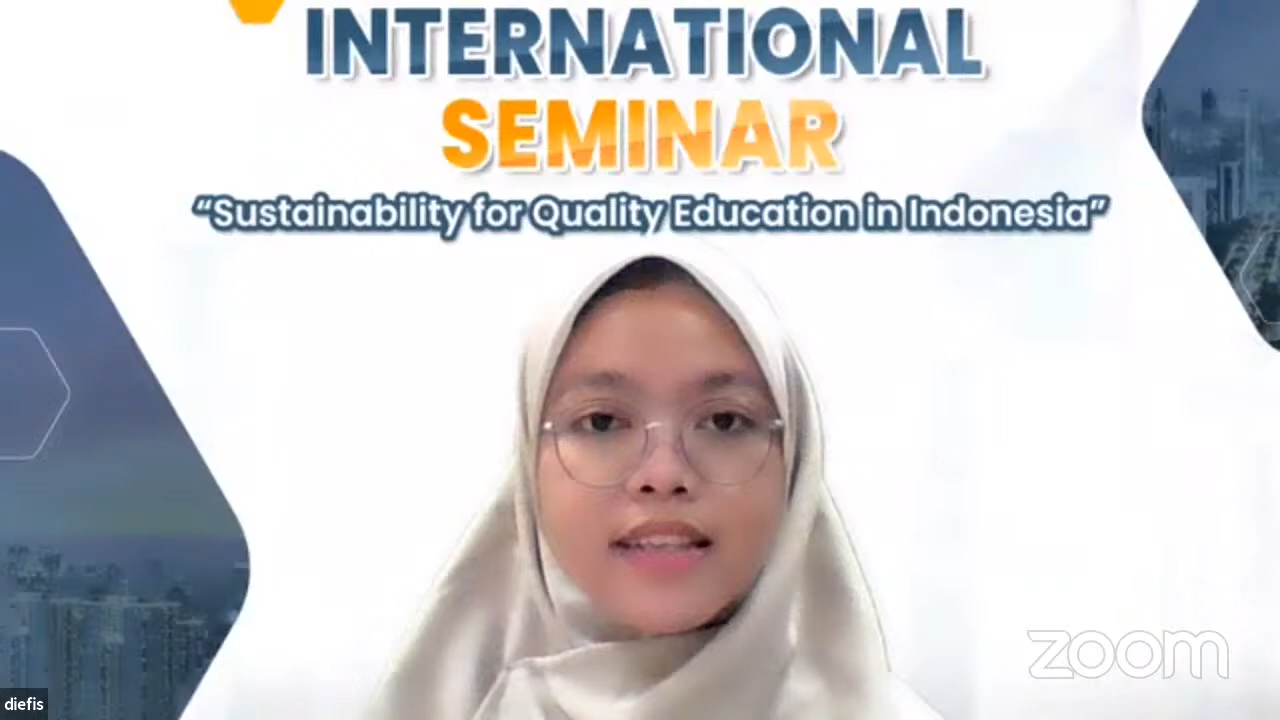 INTERNATIONAL
SEMINAR
“Sustainability for Quality Education in Indonesia”
zoom
diefis